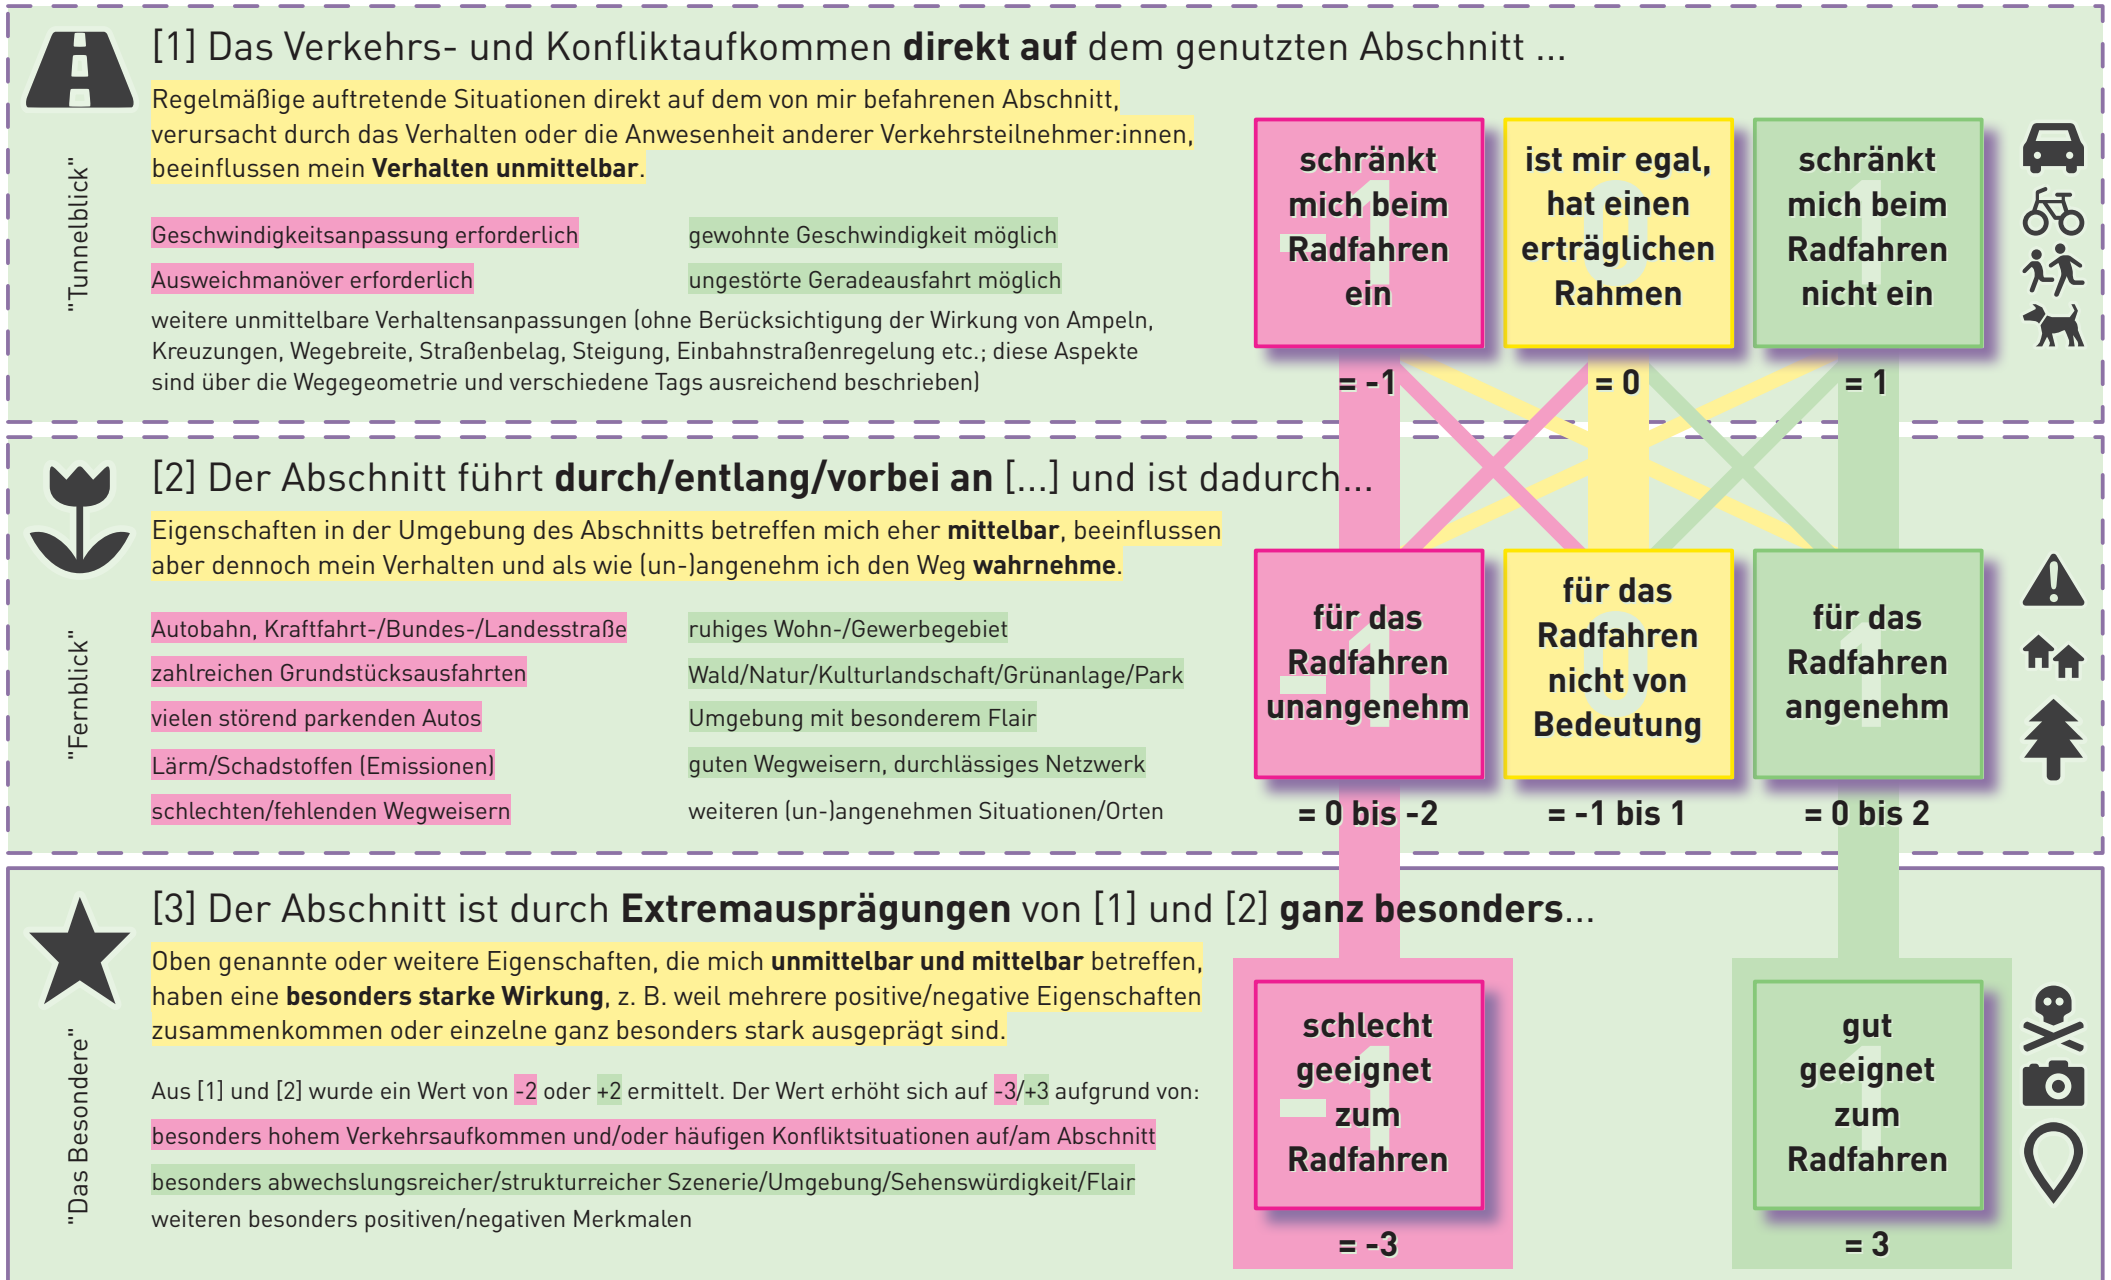 [1] Das Verkehrs- und Konfliktaufkommen direkt auf dem genutzten Abschnitt ...
"Tunnelblick"
Regelmäßige auftretende Situationen direkt auf dem von mir befahrenen Abschnitt,
verursacht durch das Verhalten oder die Anwesenheit anderer Verkehrsteilnehmer:innen,
beeinflussen mein Verhalten unmittelbar.
Geschwindigkeitsanpassung erforderlich
gewohnte Geschwindigkeit möglich
Ausweichmanöver erforderlich
ungestörte Geradeausfahrt möglich
weitere unmittelbare Verhaltensanpassungen (ohne Berücksichtigung der Wirkung von Ampeln,
Kreuzungen, Wegebreite, Straßenbelag, Steigung, Einbahnstraßenregelung etc.; diese Aspekte
sind über die Wegegeometrie und verschiedene Tags ausreichend beschrieben)
-1
schränkt
mich beim
Radfahren
ein
= -1
0
ist mir egal,
hat einen
erträglichen
Rahmen
= 0
1
schränkt
mich beim
Radfahren
nicht ein
= 1
[2] Der Abschnitt führt durch/entlang/vorbei an [...] und ist dadurch...
"Fernblick"
Eigenschaften in der Umgebung des Abschnitts betreffen mich eher mittelbar, beeinflussen
aber dennoch mein Verhalten und als wie (un-)angenehm ich den Weg wahrnehme.
Autobahn, Kraftfahrt-/Bundes-/Landesstraße
ruhiges Wohn-/Gewerbegebiet
zahlreichen Grundstücksausfahrten
Wald/Natur/Kulturlandschaft/Grünanlage/Park
vielen störend parkenden Autos
Umgebung mit besonderem Flair
Lärm/Schadstoffen (Emissionen)
guten Wegweisern, durchlässiges Netzwerk
schlechten/fehlenden Wegweisern
weiteren (un-)angenehmen Situationen/Orten
-1
für das
Radfahren
unangenehm
= 0 bis -2
0
für das
Radfahren
nicht von
Bedeutung
= -1 bis 1
1
für das
Radfahren
angenehm
= 0 bis 2
[3] Der Abschnitt ist durch Extremausprägungen von [1] und [2] ganz besonders...
"Das Besondere"
Oben genannte oder weitere Eigenschaften, die mich unmittelbar und mittelbar betreffen,
haben eine besonders starke Wirkung, z. B. weil mehrere positive/negative Eigenschaften
zusammenkommen oder einzelne ganz besonders stark ausgeprägt sind.
Aus [1] und [2] wurde ein Wert von -2 oder +2 ermittelt. Der Wert erhöht sich auf -3/+3 aufgrund von:
besonders hohem Verkehrsaufkommen und/oder häufigen Konfliktsituationen auf/am Abschnitt
besonders abwechslungsreicher/strukturreicher Szenerie/Umgebung/Sehenswürdigkeit/Flair
weiteren besonders positiven/negativen Merkmalen
-1
schlecht
geeignet
zum
Radfahren
= -3
1
gut
geeignet
zum
Radfahren
= 3